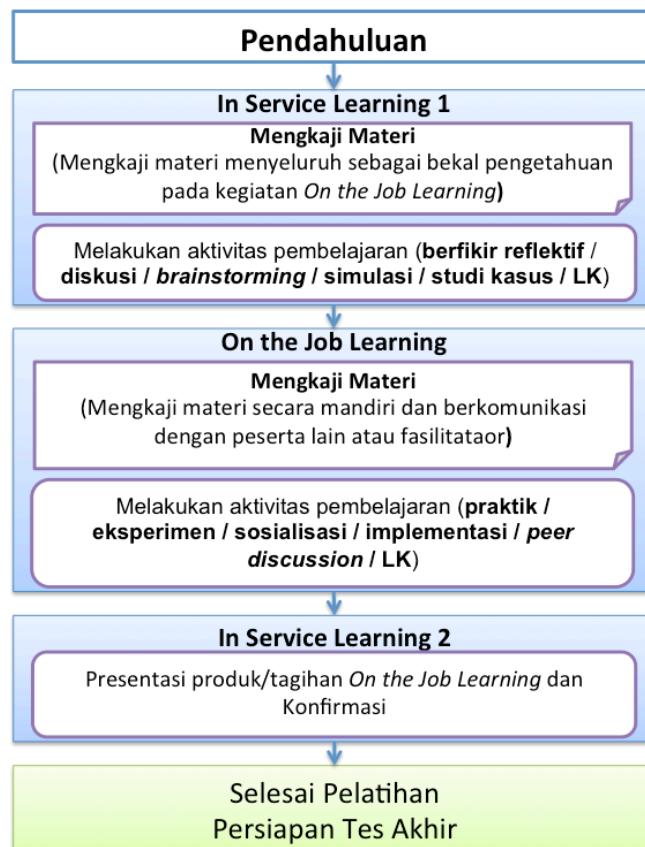 Pendahuluan
In Service Learning 1
Mengkaji Materi
(Mengkaji materi menyeluruh sebagai bekal pengetahuan
pada kegiatan On the Job Learning)
Melakukan aktivitas pembelajaran (berfikir reflektif /
diskusi / brainstorming / simulasi / studi kasus / LK)
On the Job Learning
Mengkaji Materi
(Mengkaji materi secara mandiri dan berkomunikasi
dengan peserta lain atau fasilitataor)
Melakukan aktivitas pembelajaran (praktik /
eksperimen / sosialisasi / implementasi / peer
discussion / LK)
In Service Learning 2
Presentasi produk/tagihan On the Job Learning dan
Konfirmasi
Selesai Pelatihan
Persiapan Tes Akhir